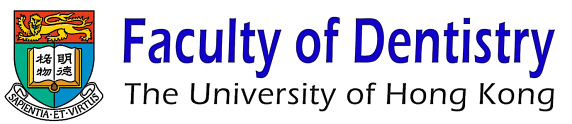 Faculty of Dentistry
The University of Hong Kong
明德
格物
SAPIENTIA·ET·VIRTUS